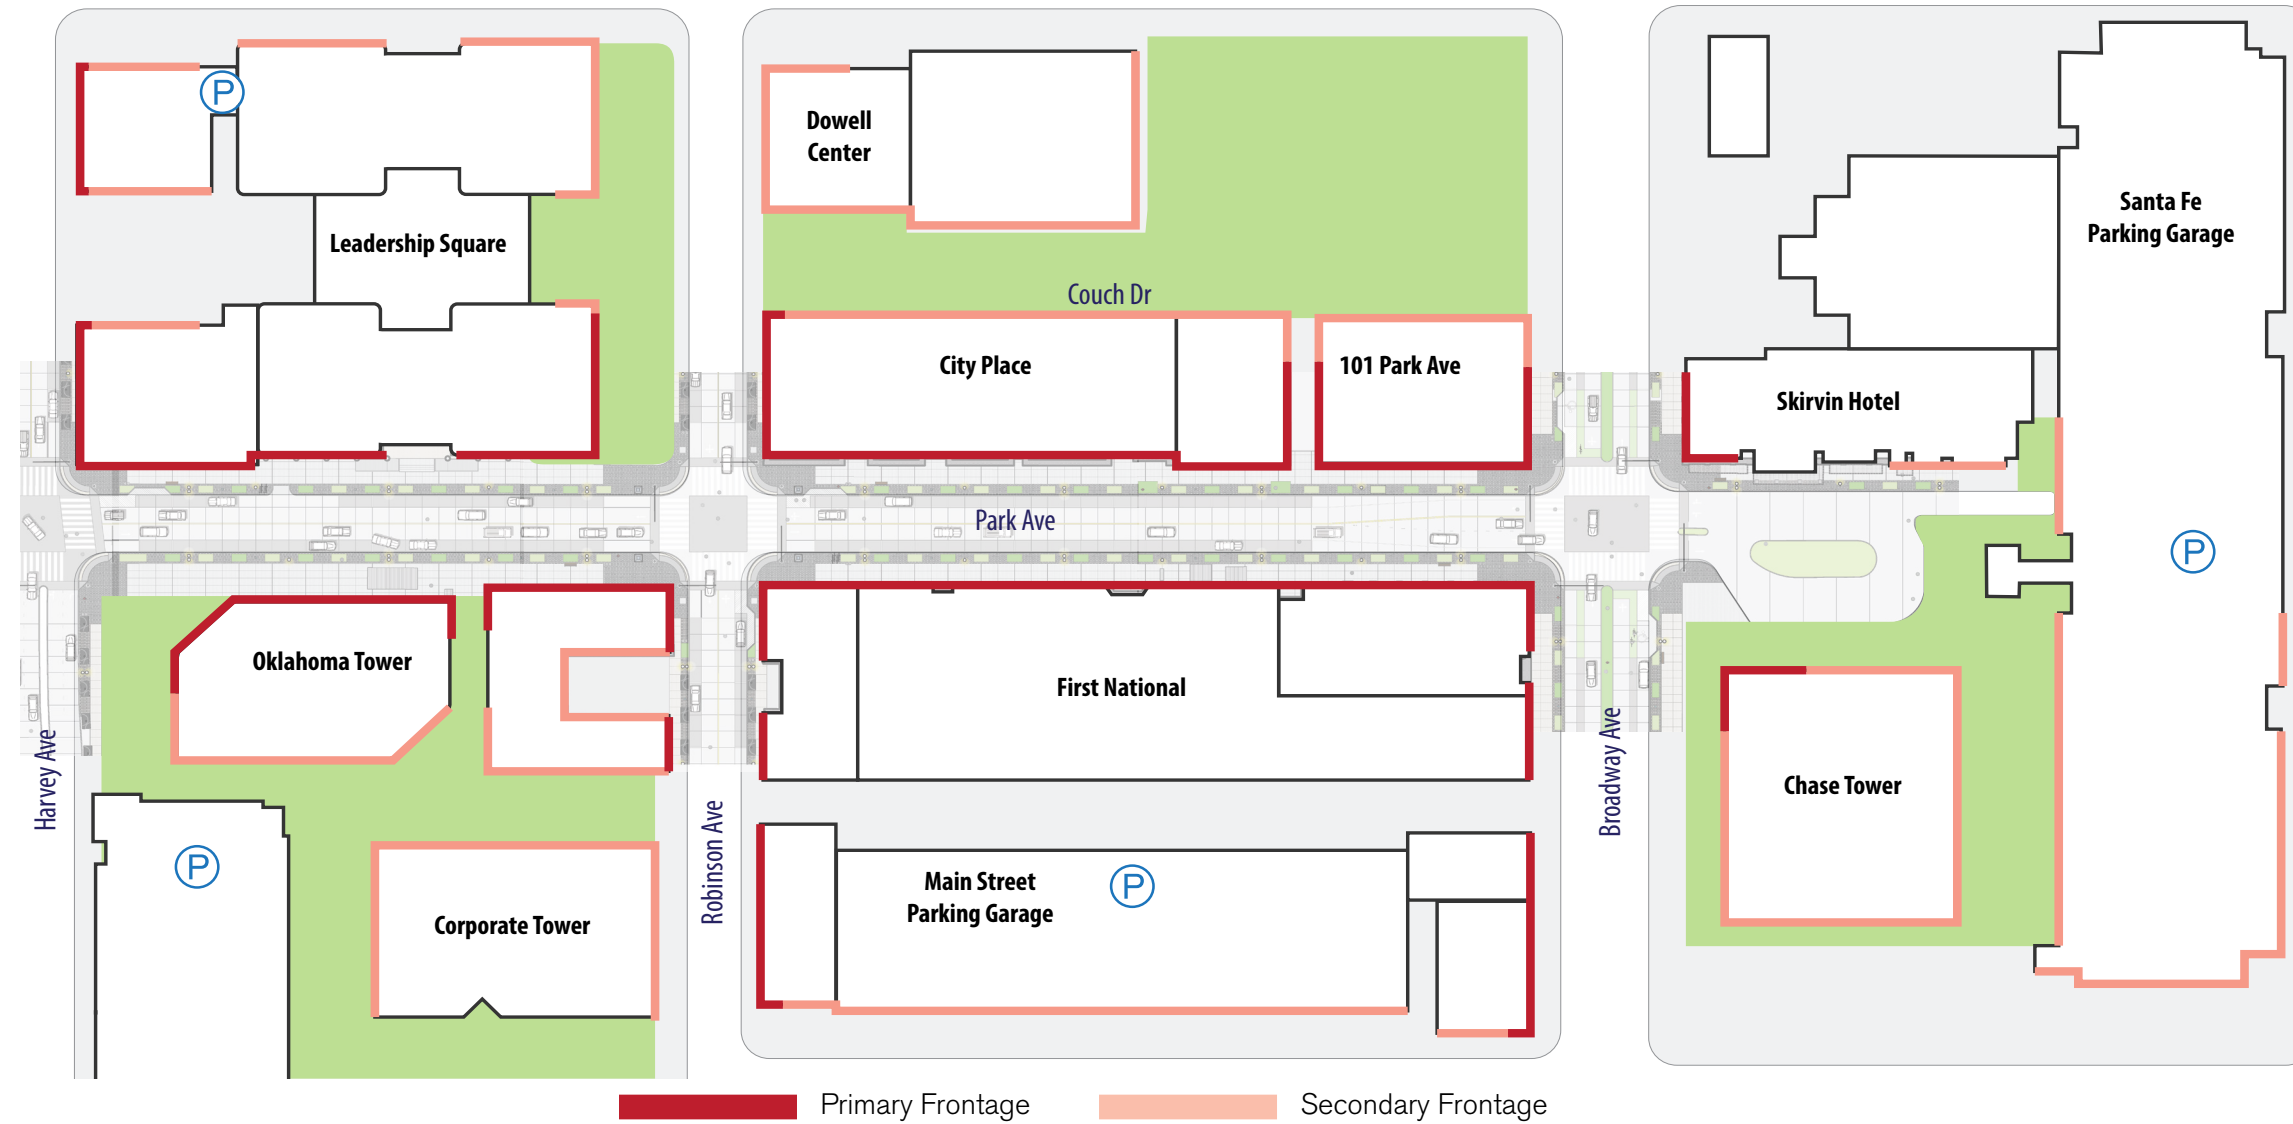 P
Dowell
Center
Santa Fe
Parking Garage
Leadership Square
Couch Dr
City Place
101 Park Ave
Skirvin Hotel
Park Ave
P
Oklahoma Tower
First National
Harvey Ave
Robinson Ave
Broadway Ave
Chase Tower
P
Corporate Tower
Main Street
Parking Garage
P
Primary Frontage
Secondary Frontage